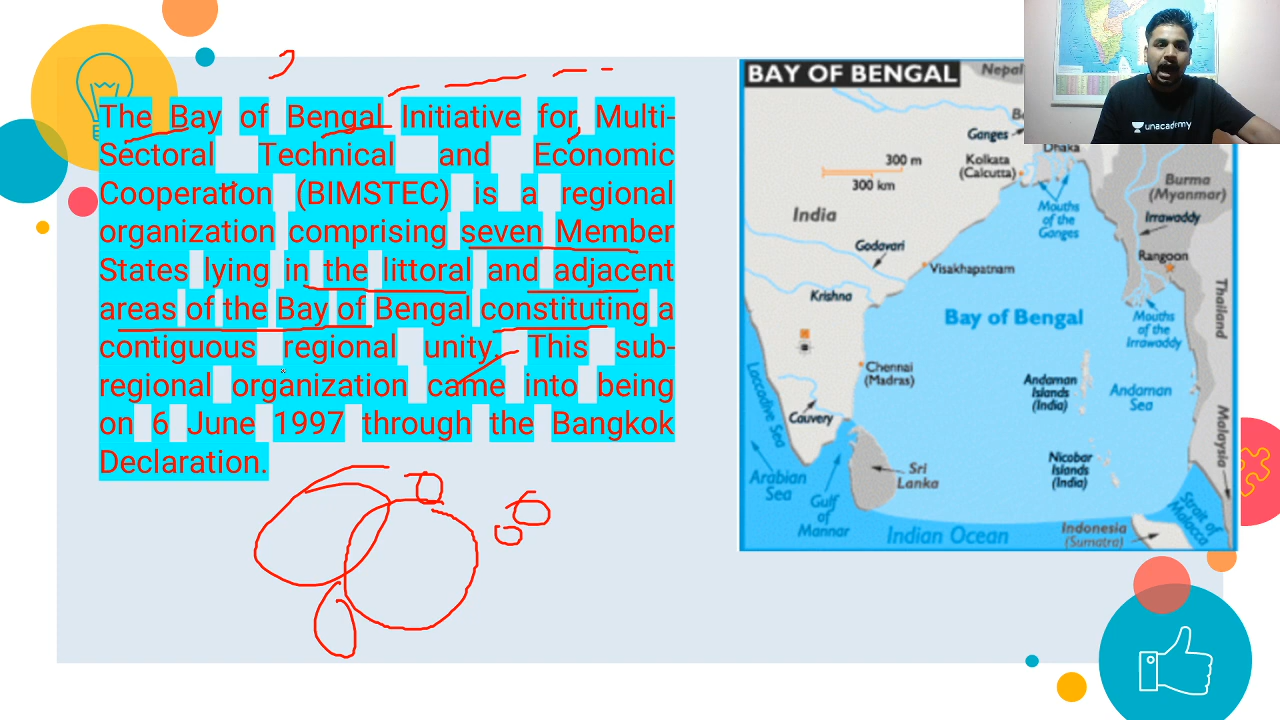 The Bay of Bengal Initiative for Multi-
Sectoral Technical and Economic
Cooperation (BIMSTEC) is a regional
organization comprising seven Member
States lying in the littoral and adjacent
areas of the Bay of Bengal constituting a
contiguous regional unity. This sub-
regional organization came into being
on 6 June 1997 through the Bangkok
Declaration.
BAY OF BENGAL
Nepal
Ganges
Kolkata
(Calcutta)
Dhaka
300 m
300 km
India
Mouths
of the
Ganges
Burma
(Myanmar)
Irrawaddy
Godavari
Visakhapatnam
Rangoon
Krishna
Bay of Bengal
Mouths
of the
Irrawaddy
Thailand
Chennai
(Madras)
Andaman
Islands
(India)
Andaman
Sea
Laccadive Sea
Cauvery
Malaysia
Nicobar
Islands
(India)
Sri
Lanka
Arabian
Sea
Gulf
of
Mannar
Indian Ocean
Indonesia
(Sumatra)
Strait of
Malacca
unacademy